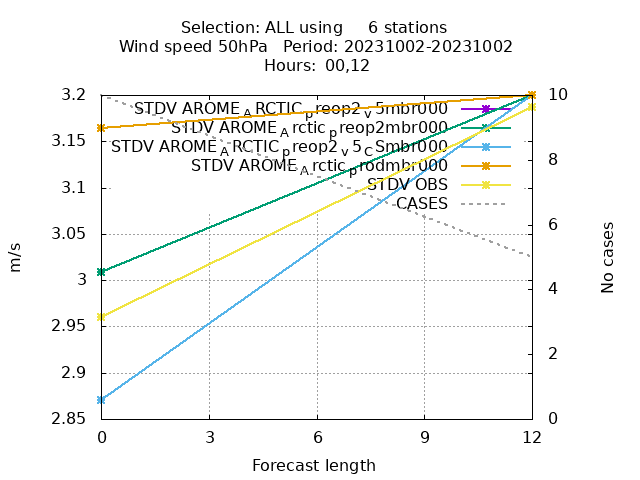 Selection: ALL using     6 stations
Wind speed 50hPa   Period: 20231002-20231002
Hours: 00,12
3.2
3.15
3.1
3.05
3
2.95
2.9
2.85
m/s
STDV AROME_ARCTIC_preop2_v5mbr000
STDV AROME_Arctic_preop2mbr000
STDV AROME_ARCTIC_preop2_v5_CSmbr000
STDV AROME_Arctic_prodmbr000
STDV OBS
CASES
10
8
6
4
2
0
No cases
0 3 6 9 12
Forecast length